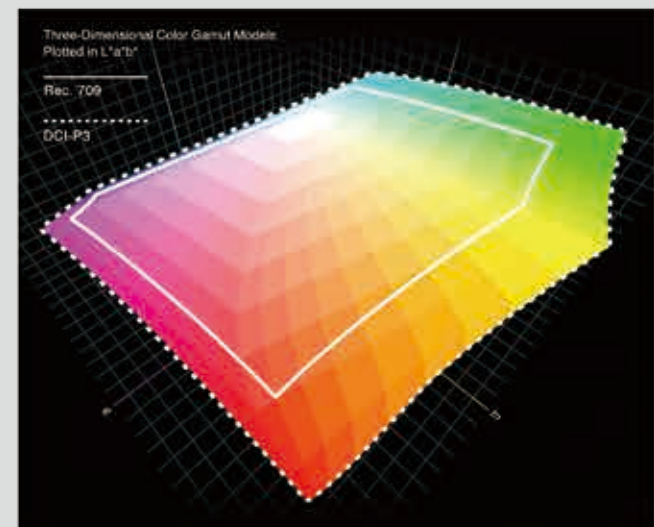 Three-Dimensional Color Gamut Models
Plotted in L*a*b*
Rec. 709
DCI-P3
a
b